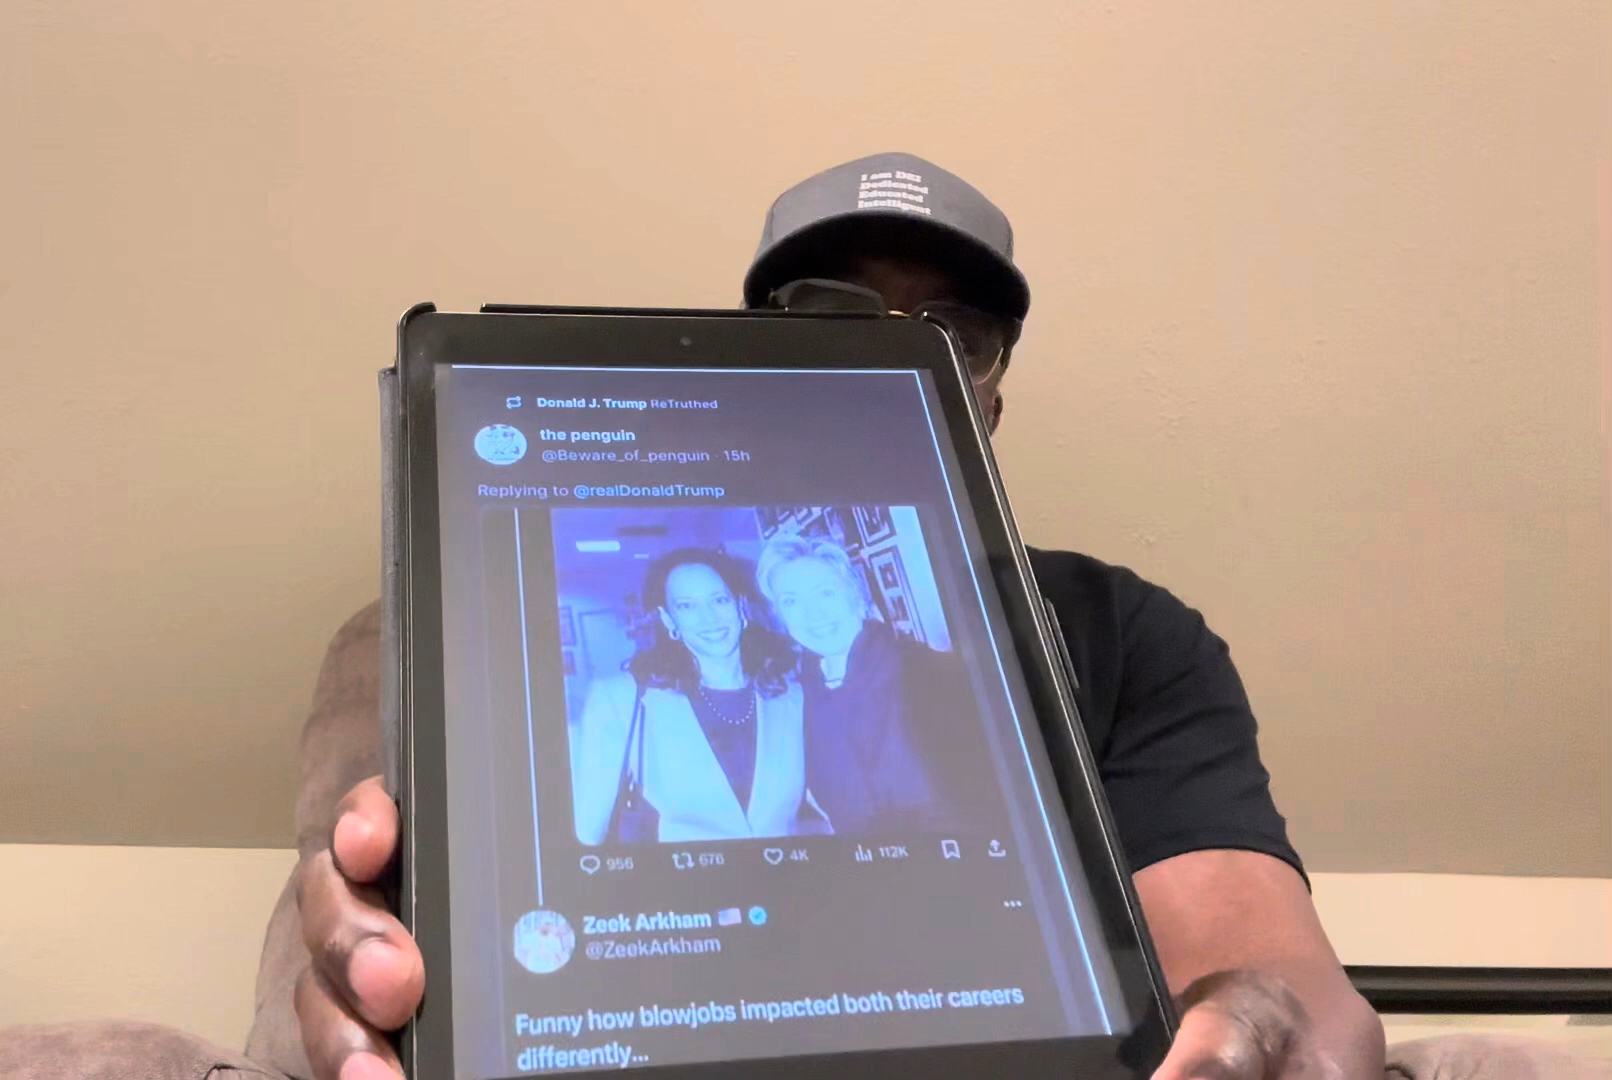 I am DEI
Dedicated
Educated
Intelligent
Donald J. Trump ReTruthed
the penguin
@Beware_of_penguin · 15h
Replying to @realDonaldTrump
956 676 4K 112K
Zeek Arkham
@ZeekArkham
Funny how blowjobs impacted both their careers
differently...